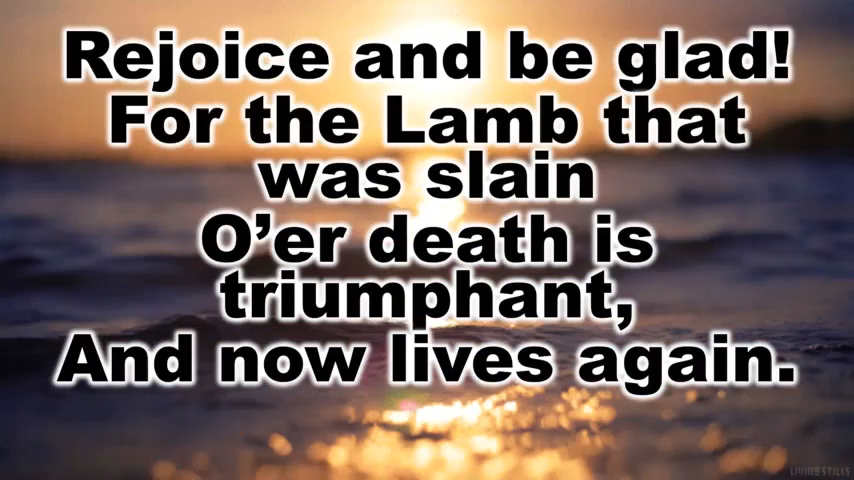 Rejoice and be glad!
For the Lamb that
was slain
O’er death is
triumphant,
And now lives again.
LIVING STILLS